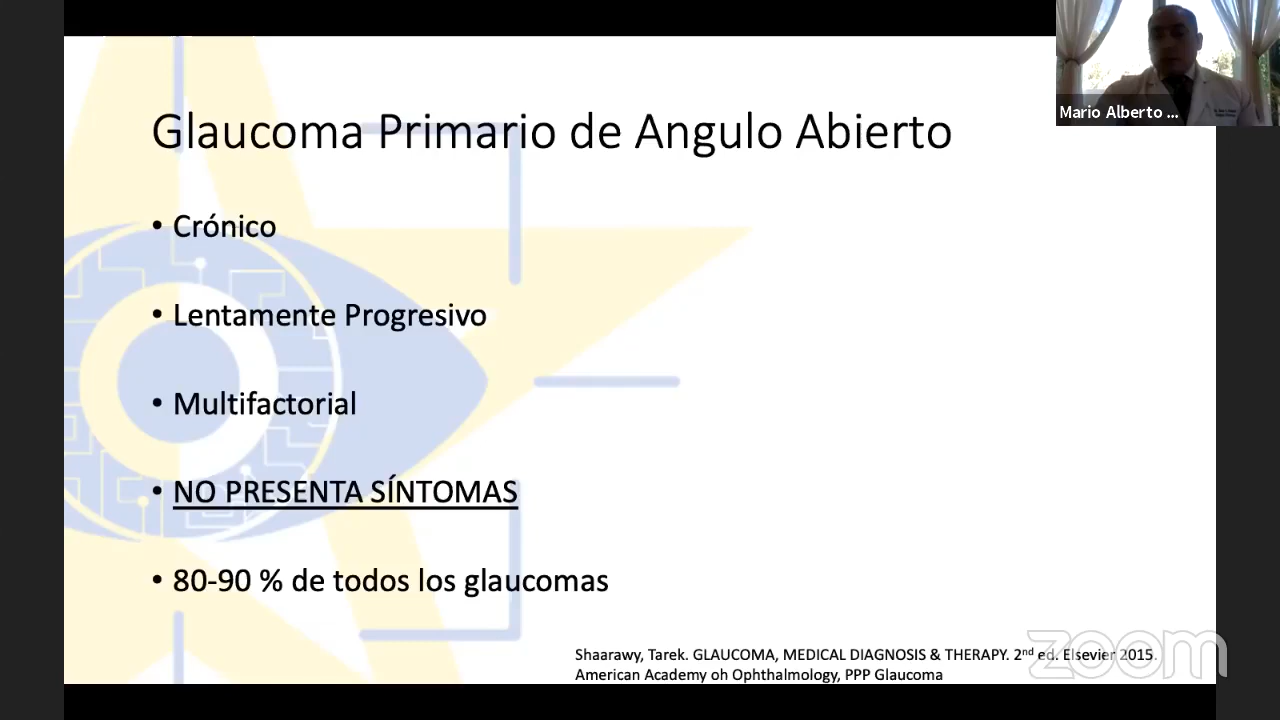 Glaucoma Primario de Angulo Abierto
• Crónico
• Lentamente Progresivo
• Multifactorial
• NO PRESENTA SÍNTOMAS
• 80-90 % de todos los glaucomas
Shaarawy, Tarek. GLAUCOMA, MEDICAL DIAGNOSIS & THERAPY. 2nd ed. Elsevier 2015.
American Academy oh Ophthalmology, PPP Glaucoma
Mario Alberto ...
zoom